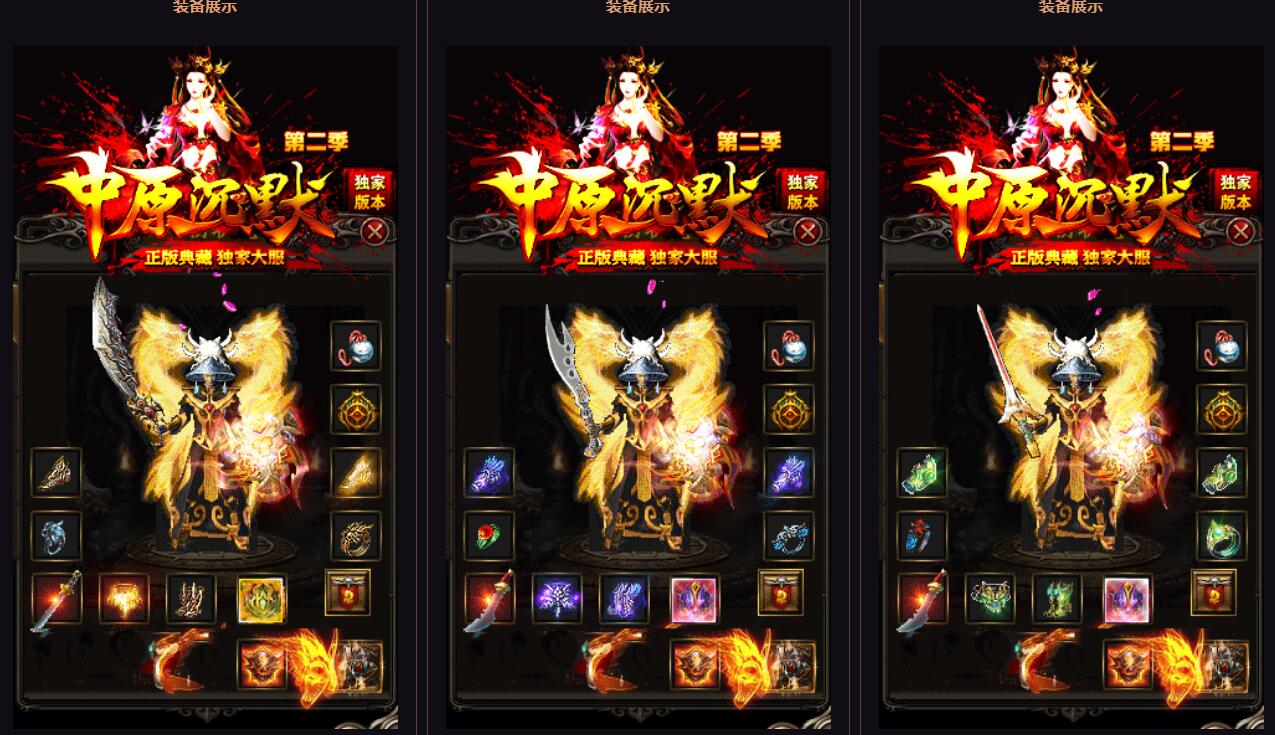 装备展示
装备展示
装备展示
第二季
中原沉默
独家
版本
正版典藏 独家大服
第二季
中原沉默
独家
版本
正版典藏 独家大服
第二季
中原沉默
独家
版本
正版典藏 独家大服